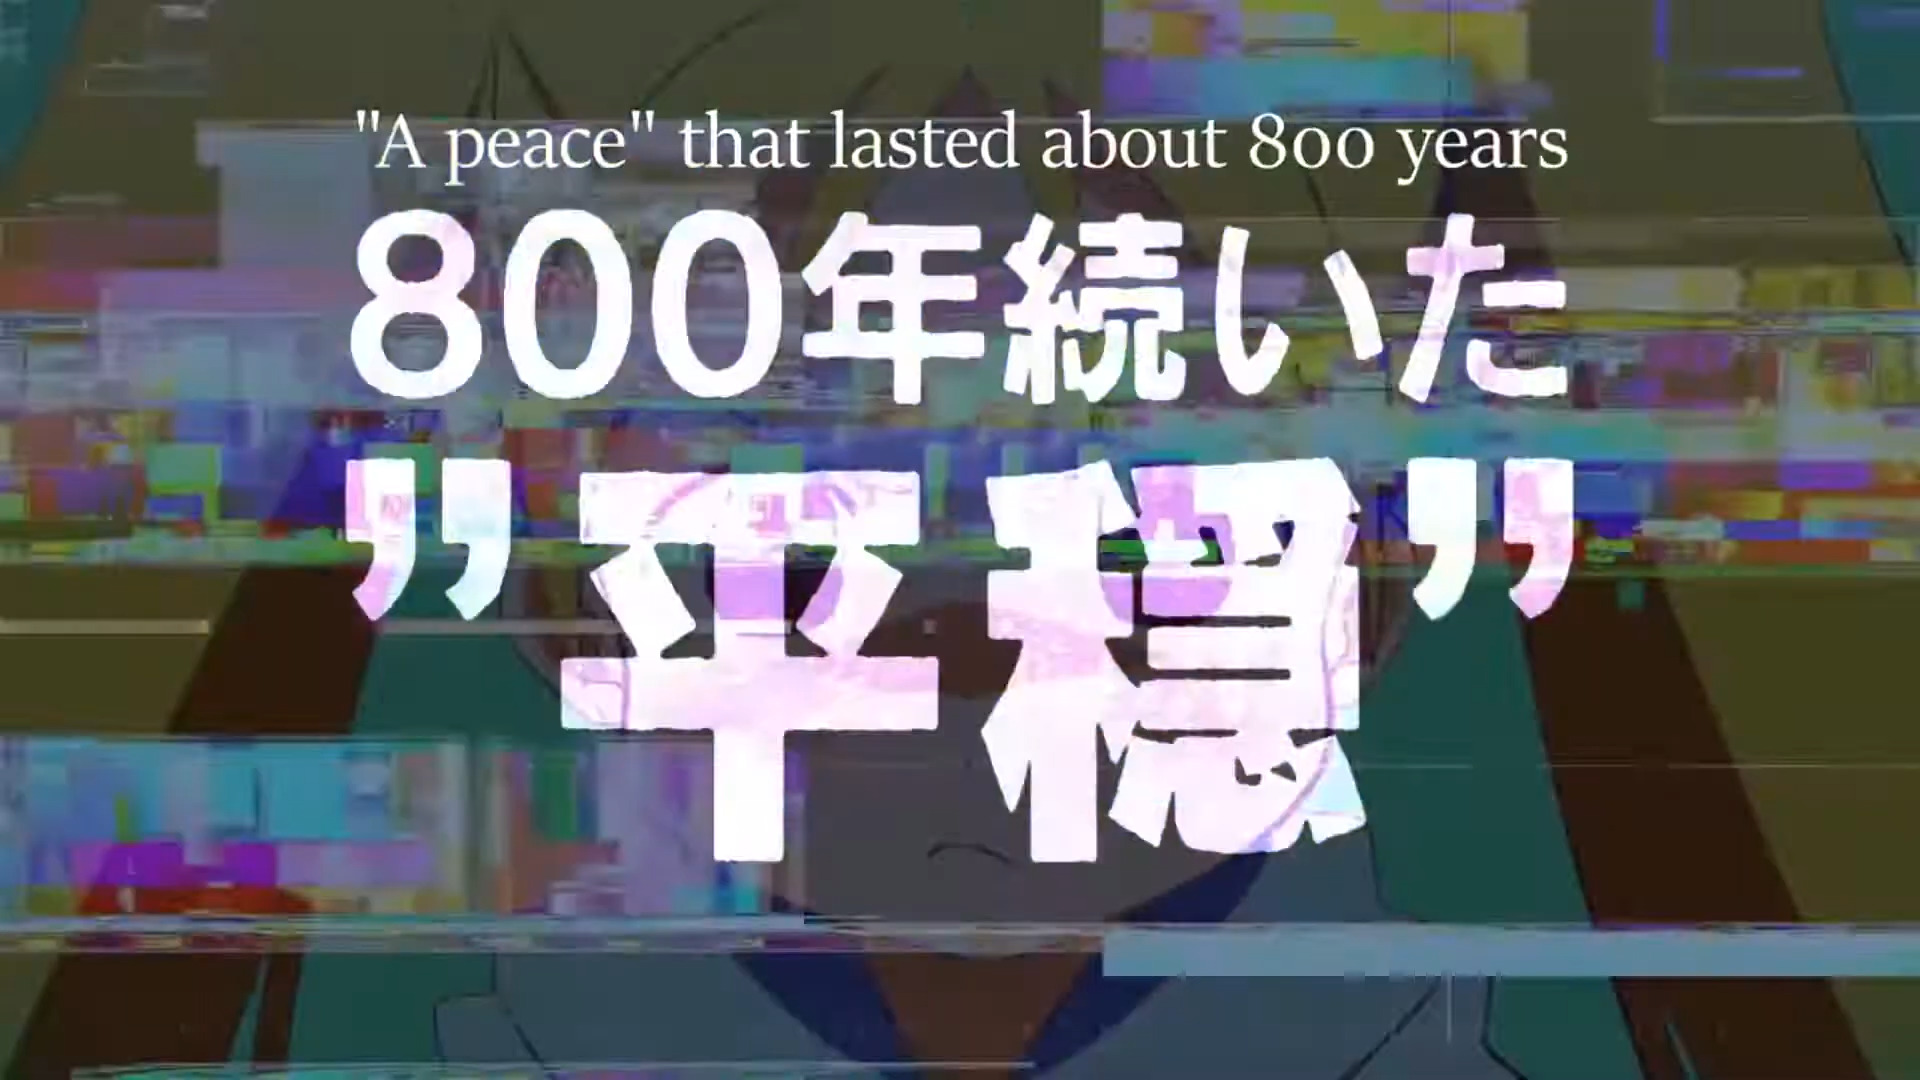 "A peace" that lasted about 800 years
800年続いた
”平穏”